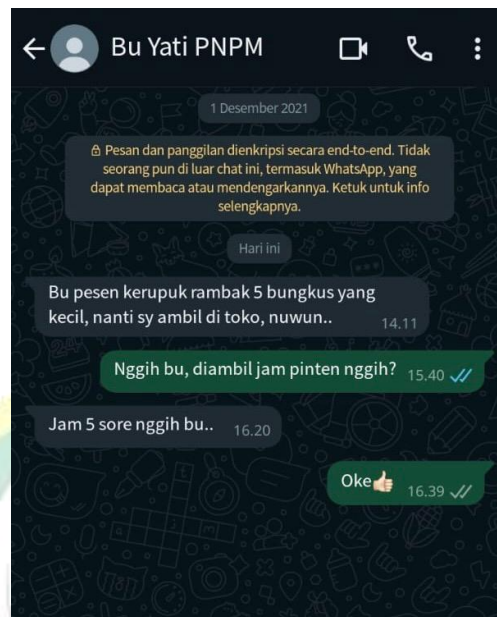 Bu Yati PNPM
1 Desember 2021
Pesan dan panggilan dienkripsi secara end-to-end. Tidak
seorang pun di luar chat ini, termasuk WhatsApp, yang
dapat membaca atau mendengarkannya. Ketuk untuk info
selengkapnya.
Hari ini
Bu pesen kerupuk rambak 5 bungkus yang
kecil, nanti sy ambil di toko, nuwun.. 14.11
Nggih bu, diambil jam pinten nggih? 15.40
Jam 5 sore nggih bu.. 16.20
Oke👍🏻 16.39